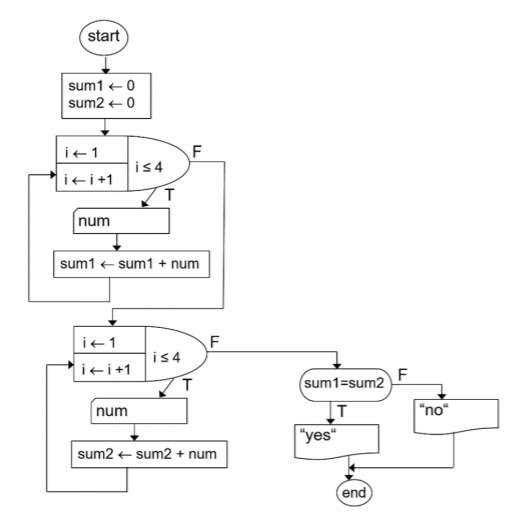 start
sum1 ← 0
sum2 ← 0
i ← 1
i ← i +1
i ≤ 4
F
T
num
sum1 ← sum1 + num
i ← 1
i ← i +1
i ≤ 4
F
T
num
sum2 ← sum2 + num
sum1=sum2
F
T
“no“
“yes“
end